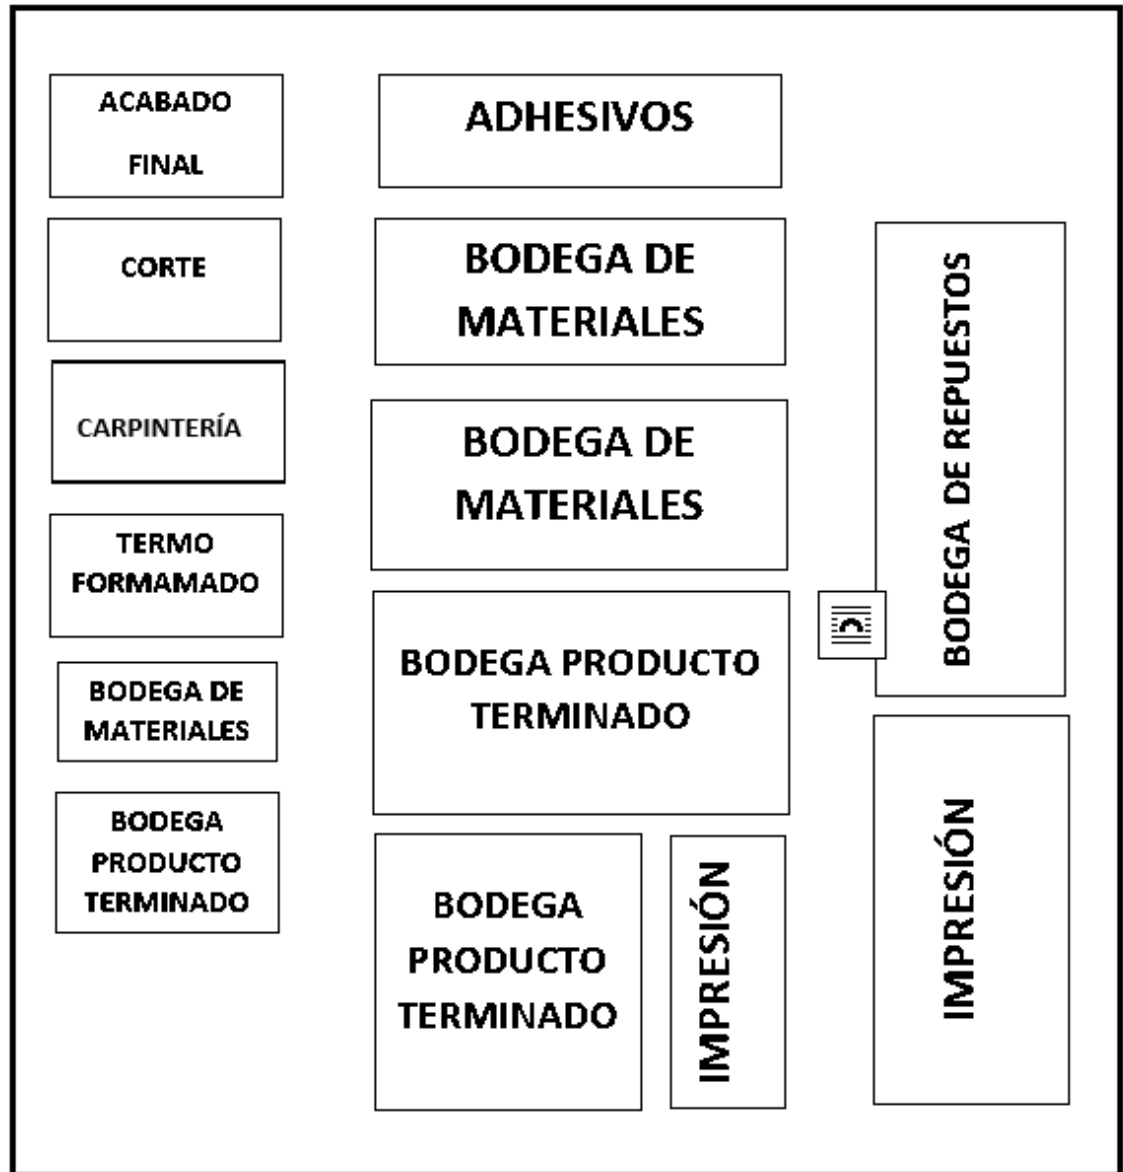 ACABADO
FINAL
CORTE
CARPINTERÍA
TERMO
FORMAMADO
BODEGA DE
MATERIALES
BODEGA
PRODUCTO
TERMINADO
ADHESIVOS
BODEGA DE
MATERIALES
BODEGA DE
MATERIALES
BODEGA PRODUCTO
TERMINADO
BODEGA
PRODUCTO
TERMINADO
IMPRESIÓN
BODEGA DE REPUESTOS
IMPRESIÓN